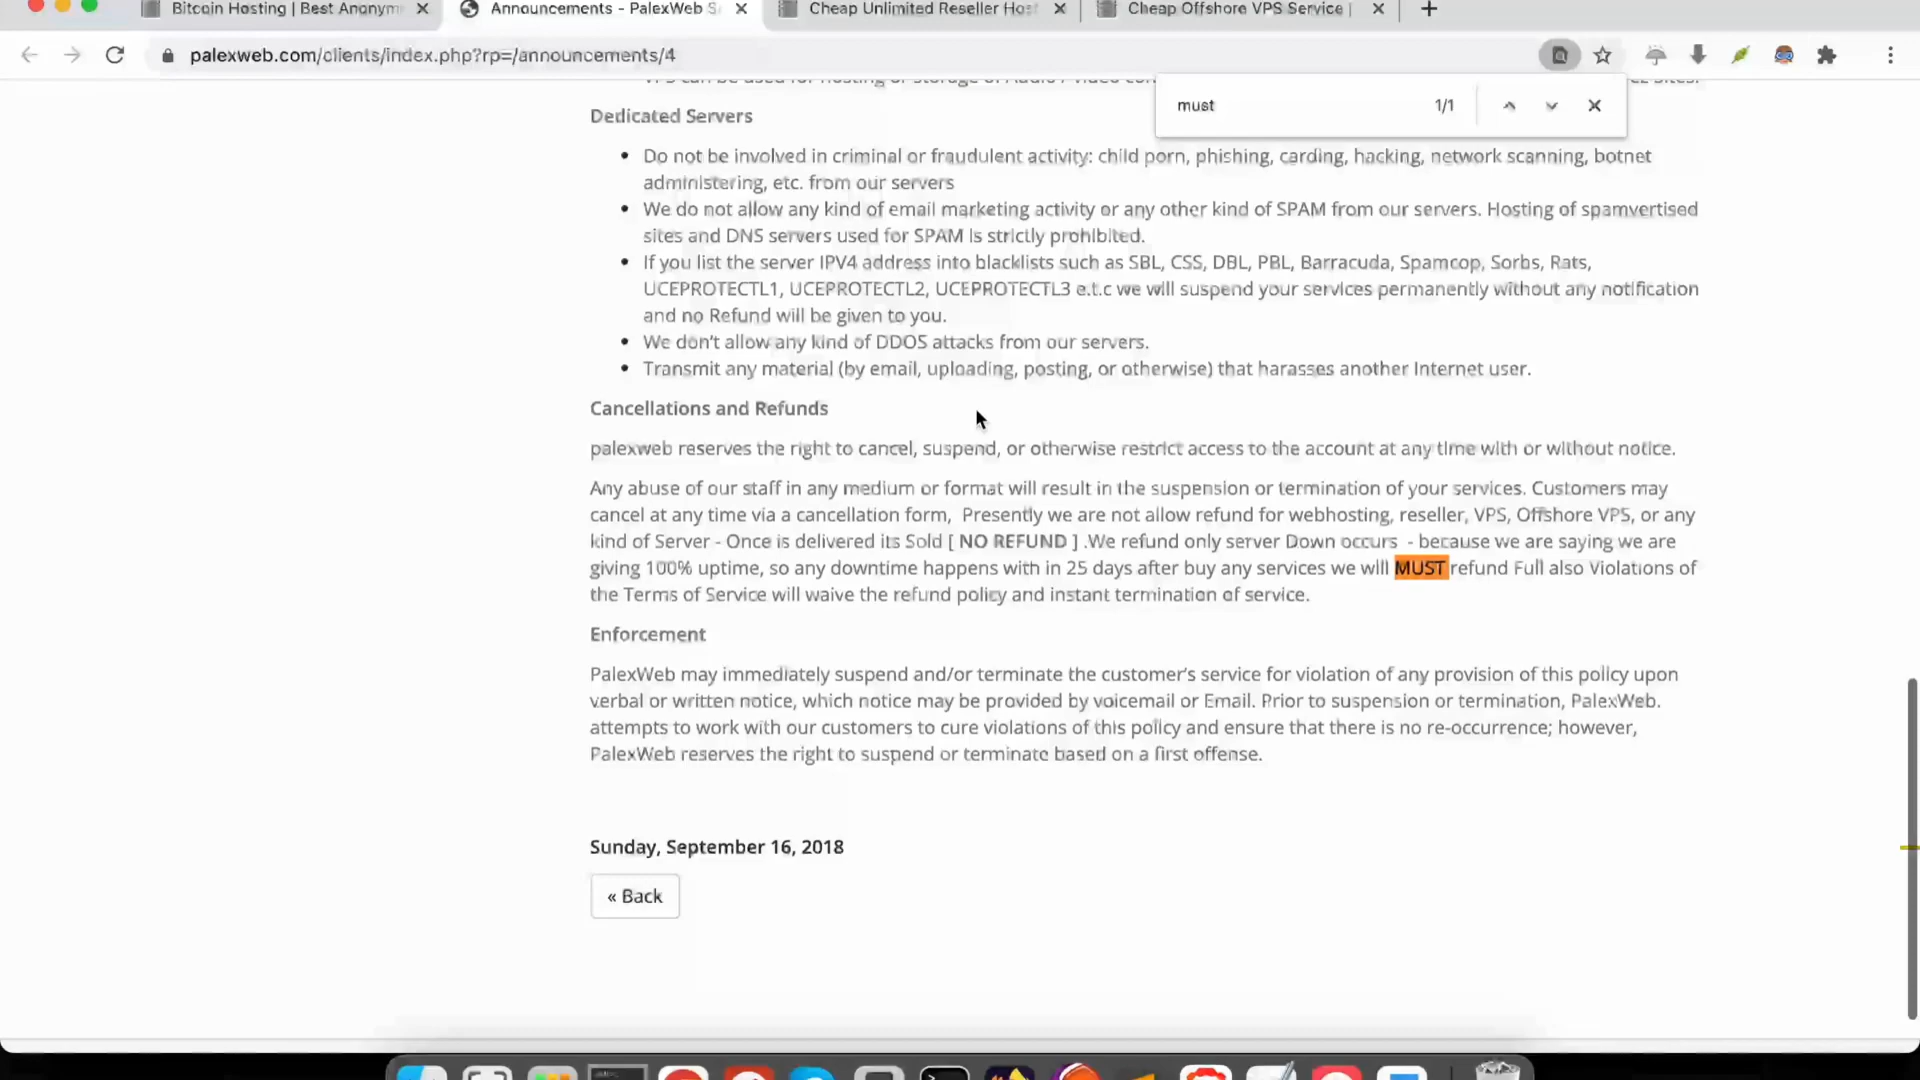 Bitcoin Hosting | Best Anonym
Announcements - PalexWeb S
Cheap Unlimited Reseller Host
Cheap Offshore VPS Service |
palexweb.com/clients/index.php?rp=/announcements/4
must 1/1
Dedicated Servers
Do not be involved in criminal or fraudulent activity: child porn, phishing, carding, hacking, network scanning, botnet
administering, etc. from our servers
We do not allow any kind of email marketing activity or any other kind of SPAM from our servers. Hosting of spamvertised
sites and DNS servers used for SPAM is strictly prohibited.
If you list the server IPV4 address into blacklists such as SBL, CSS, DBL, PBL, Barracuda, Spamcop, Sorbs, Rats,
UCEPROTECTL1, UCEPROTECTL2, UCEPROTECTL3 e.t.c we will suspend your services permanently without any notification
and no Refund will be given to you.
We don't allow any kind of DDOS attacks from our servers.
Transmit any material (by email, uploading, posting, or otherwise) that harasses another Internet user.
Cancellations and Refunds
palexweb reserves the right to cancel, suspend, or otherwise restrict access to the account at any time with or without notice.
Any abuse of our staff in any medium or format will result in the suspension or termination of your services. Customers may
cancel at any time via a cancellation form, Presently we are not allow refund for webhosting, reseller, VPS, Offshore VPS, or any
kind of Server - Once is delivered its Sold [ NO REFUND ] .We refund only server Down occurs - because we are saying we are
giving 100% uptime, so any downtime happens with in 25 days after buy any services we will MUST refund Full also Violations of
the Terms of Service will waive the refund policy and instant termination of service.
Enforcement
PalexWeb may immediately suspend and/or terminate the customer's service for violation of any provision of this policy upon
verbal or written notice, which notice may be provided by voicemail or Email. Prior to suspension or termination, PalexWeb.
attempts to work with our customers to cure violations of this policy and ensure that there is no re-occurrence; however,
PalexWeb reserves the right to suspend or terminate based on a first offense.
Sunday, September 16, 2018
« Back